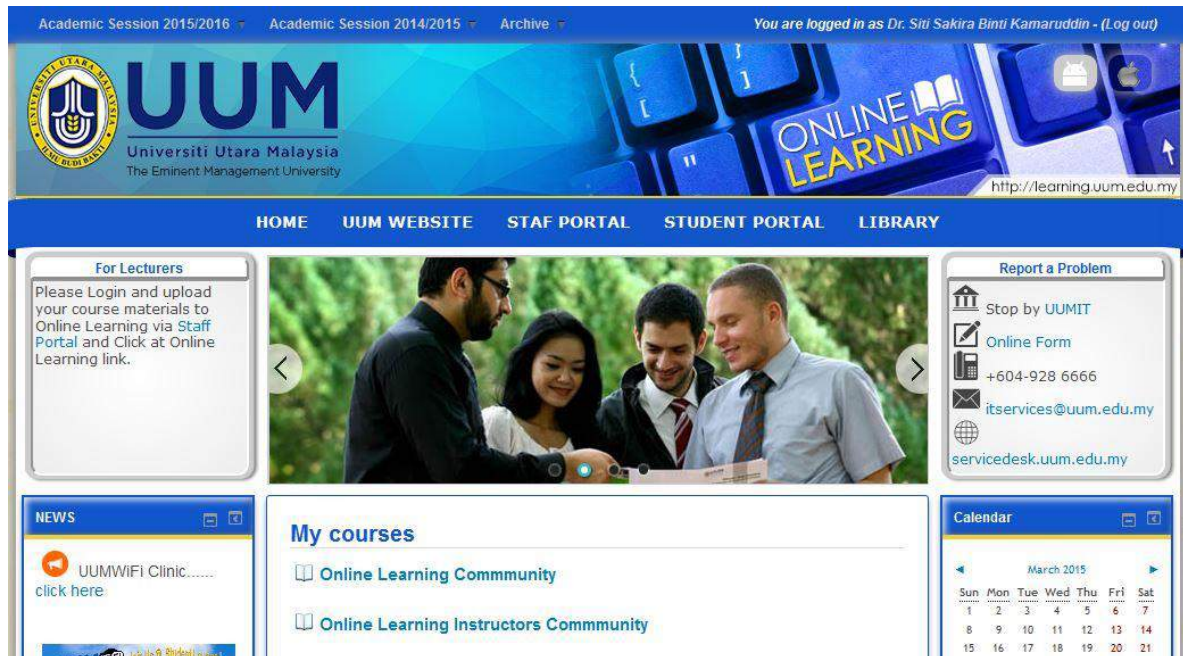 Academic Session 2015/2016
Academic Session 2014/2015
Archive
You are logged in as Dr. Siti Sakira Binti Kamaruddin - (Log out)
UNIVERSITI UTARA MALAYSIA
ILMU BUDI BAKTI
UUM
Universiti Utara Malaysia
The Eminent Management University
{
[
}
]
"
ONLINE
LEARNING
http://learning.uum.edu.my
HOME
UUM WEBSITE
STAF PORTAL
STUDENT PORTAL
LIBRARY
For Lecturers
Please Login and upload
your course materials to
Online Learning via Staff
Portal and Click at Online
Learning link.
Report a Problem
Stop by UUMIT
Online Form
+604-928 6666
itservices@uum.edu.my
servicedesk.uum.edu.my
NEWS
UUMWiFi Clinic......
click here
My courses
Online Learning Commmunity
Online Learning Instructors Commmunity
Calendar
March 2015
Sun Mon Tue Wed Thu Fri Sat
1 2 3 4 5 6 7
8 9 10 11 12 13 14
15 16 17 18 19 20 21